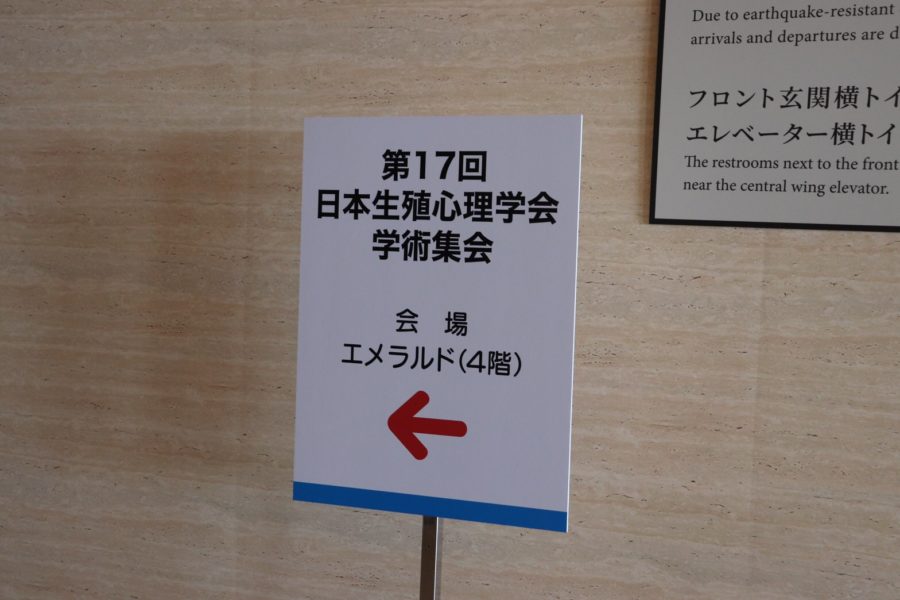 第17回
日本生殖心理学会
学術集会
会 場
エメラルド(4階)
Due to earthquake-resistant
arrivals and departures are
フロント玄関横トイ
エレベーター横トイ
The restrooms next to the front
near the central wing elevator.